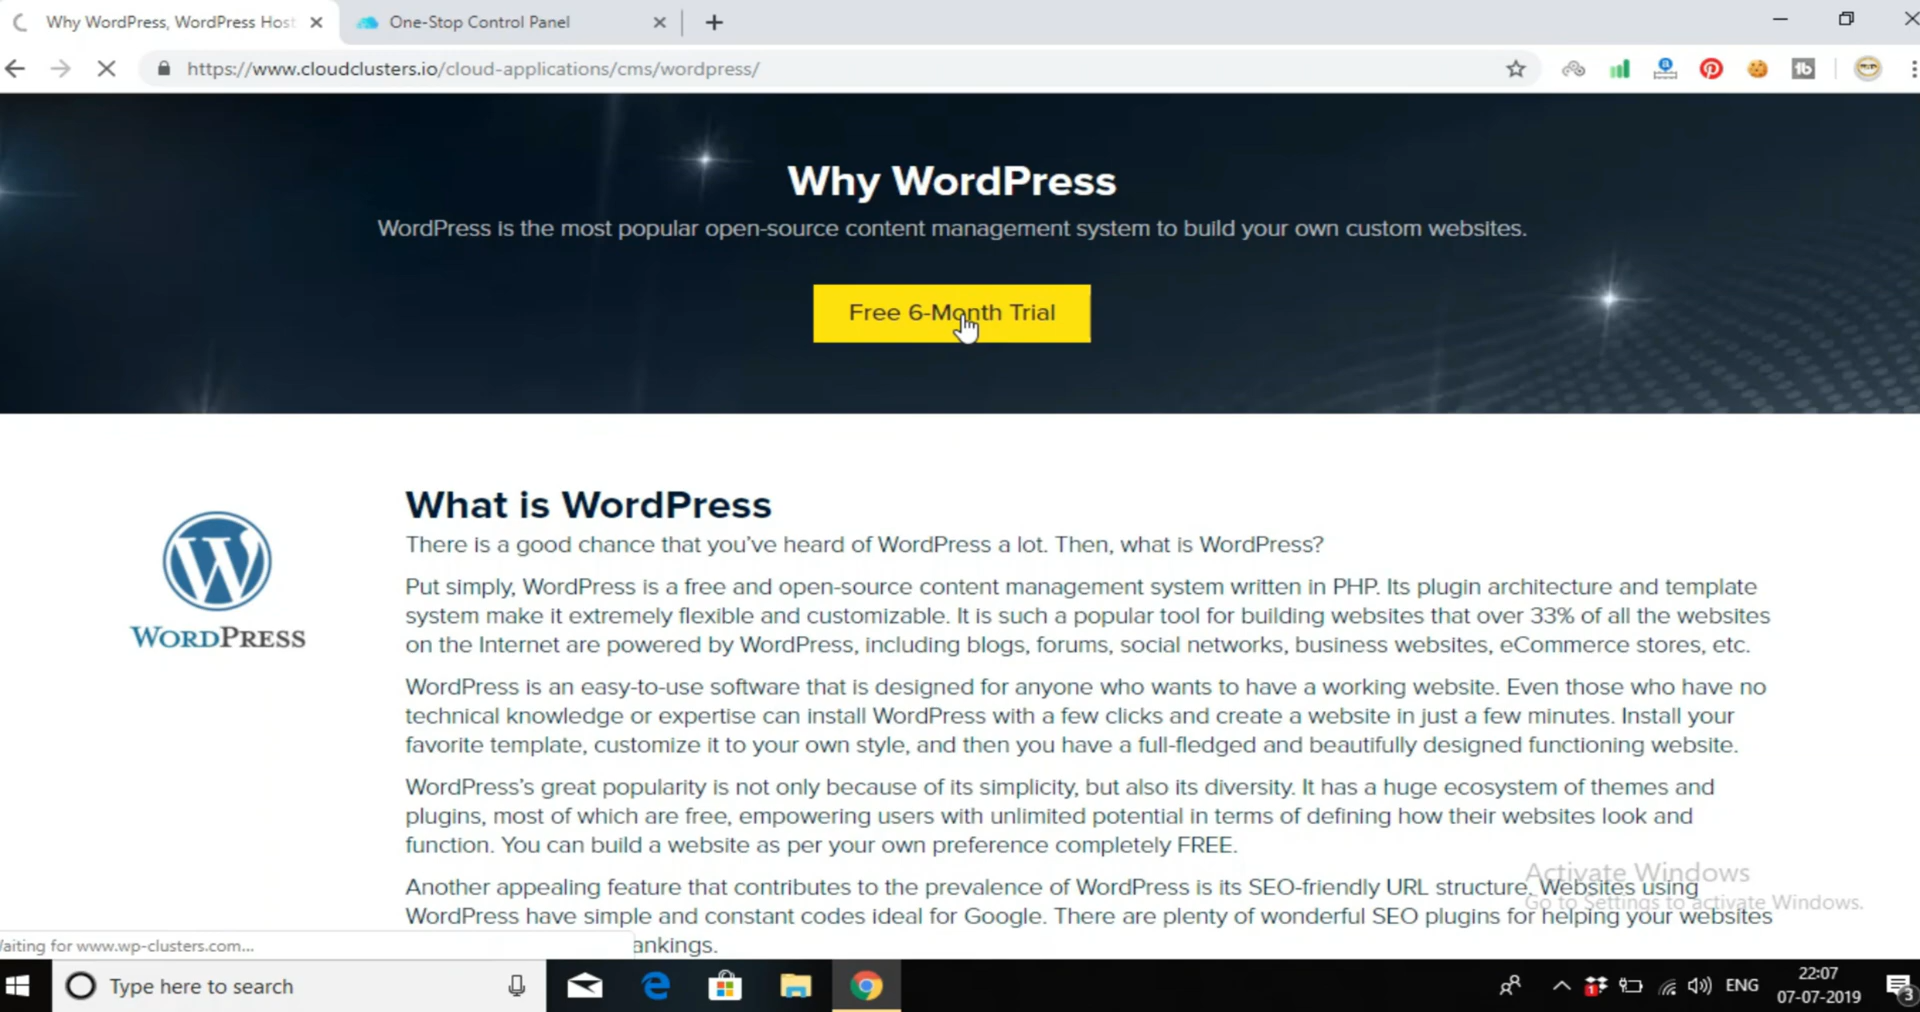 Why WordPress, WordPress Host
One-Stop Control Panel
https://www.cloudclusters.io/cloud-applications/cms/wordpress/
Why WordPress
WordPress is the most popular open-source content management system to build your own custom websites.
Free 6-Month Trial
WORDPRESS
What is WordPress
There is a good chance that you've heard of WordPress a lot. Then, what is WordPress?
Put simply, WordPress is a free and open-source content management system written in PHP. Its plugin architecture and template
system make it extremely flexible and customizable. It is such a popular tool for building websites that over 33% of all the websites
on the Internet are powered by WordPress, including blogs, forums, social networks, business websites, eCommerce stores, etc.
WordPress is an easy-to-use software that is designed for anyone who wants to have a working website. Even those who have no
technical knowledge or expertise can install WordPress with a few clicks and create a website in just a few minutes. Install your
favorite template, customize it to your own style, and then you have a full-fledged and beautifully designed functioning website.
WordPress's great popularity is not only because of its simplicity, but also its diversity. It has a huge ecosystem of themes and
plugins, most of which are free, empowering users with unlimited potential in terms of defining how their websites look and
function. You can build a website as per your own preference completely FREE.
Another appealing feature that contributes to the prevalence of WordPress is its SEO-friendly URL structure. Websites using
WordPress have simple and constant codes ideal for Google. There are plenty of wonderful SEO plugins for helping your websites
ankings.
Activate Windows
Go to Settings to activate Windows.
aiting for www.wp-clusters.com...
Type here to search
ENG
22:07
07-07-2019
3